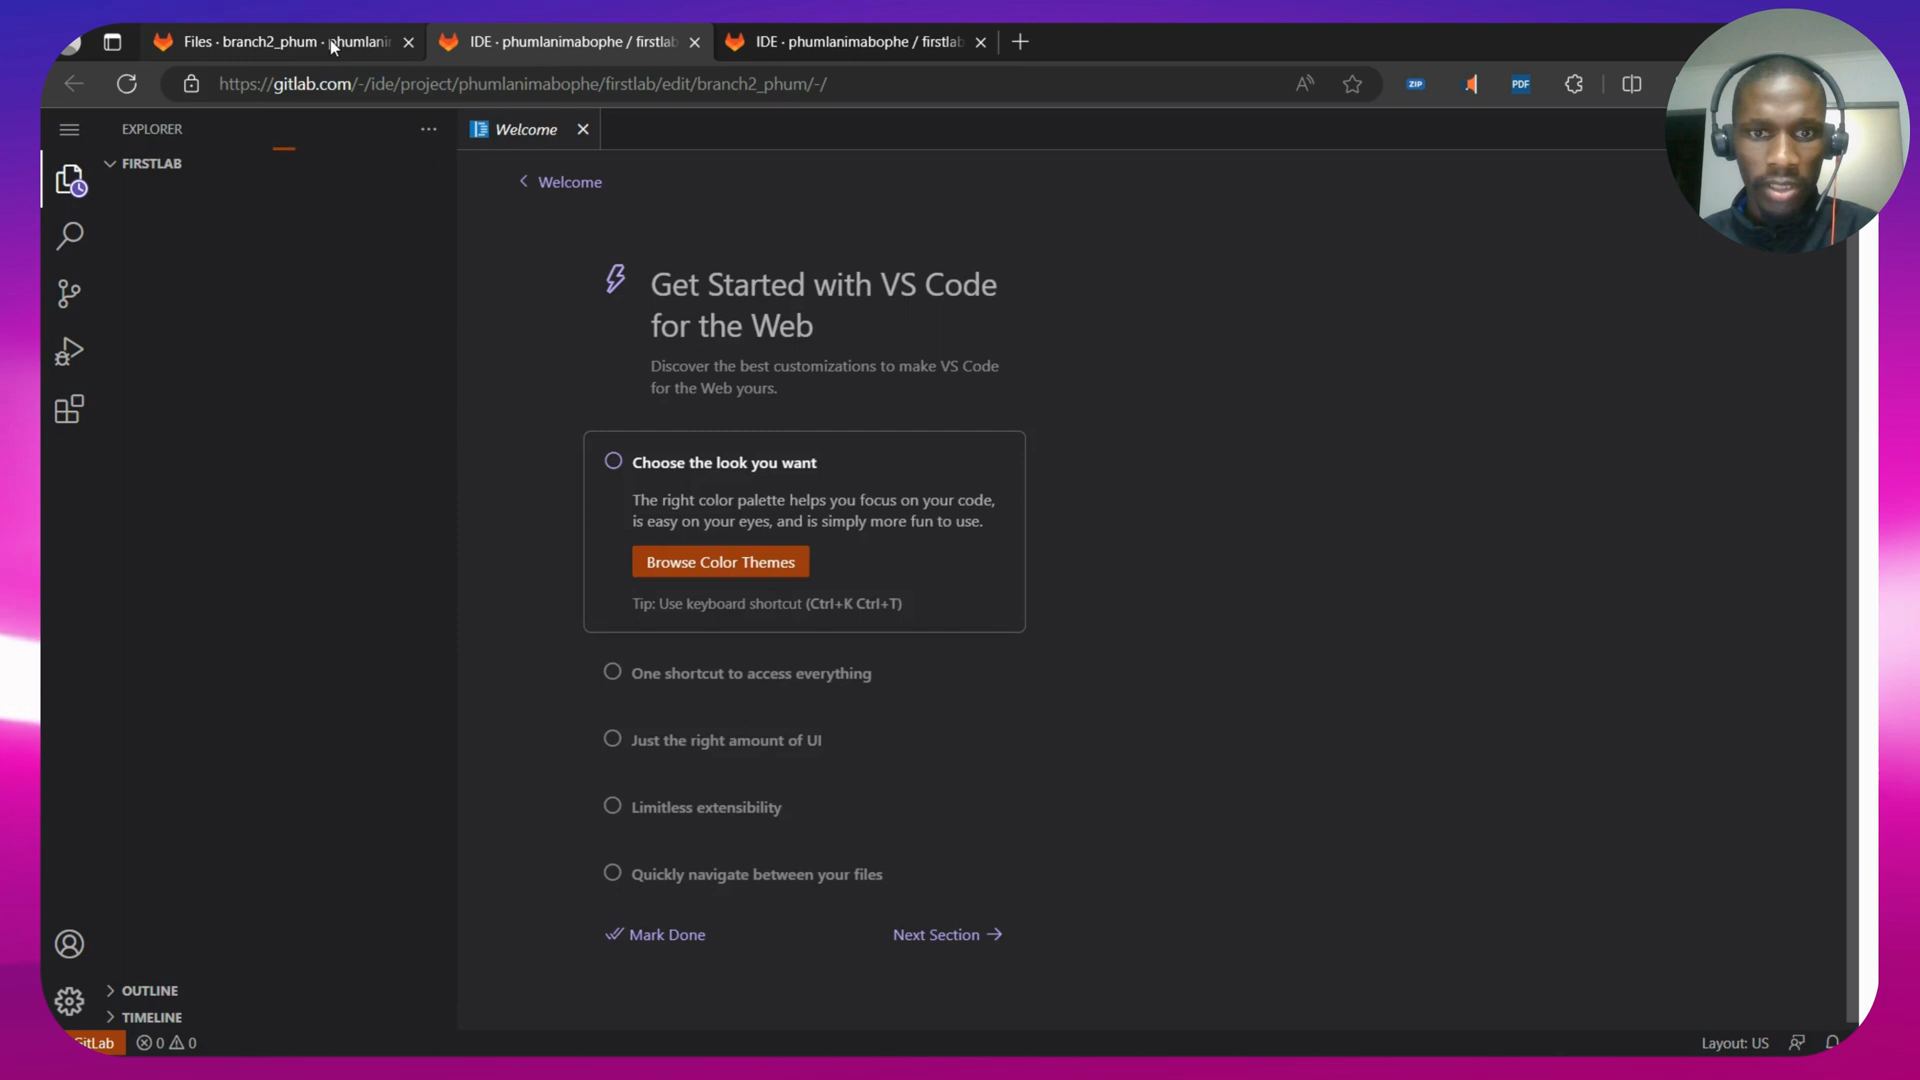 Files · branch2_phum · phumlani
IDE · phumlanimabophe / firstlab
IDE · phumlanimabophe / firstlab
https://gitlab.com/-/ide/project/phumlanimabophe/firstlab/edit/branch2_phum/-/
ZIP
PDF
EXPLORER
Welcome
FIRSTLAB
Welcome
Get Started with VS Code
for the Web
Discover the best customizations to make VS Code
for the Web yours.
Choose the look you want
The right color palette helps you focus on your code,
is easy on your eyes, and is simply more fun to use.
Browse Color Themes
Tip: Use keyboard shortcut (Ctrl+K Ctrl+T)
One shortcut to access everything
Just the right amount of UI
Limitless extensibility
Quickly navigate between your files
Mark Done
Next Section
OUTLINE
TIMELINE
GitLab
0
0
Layout: US